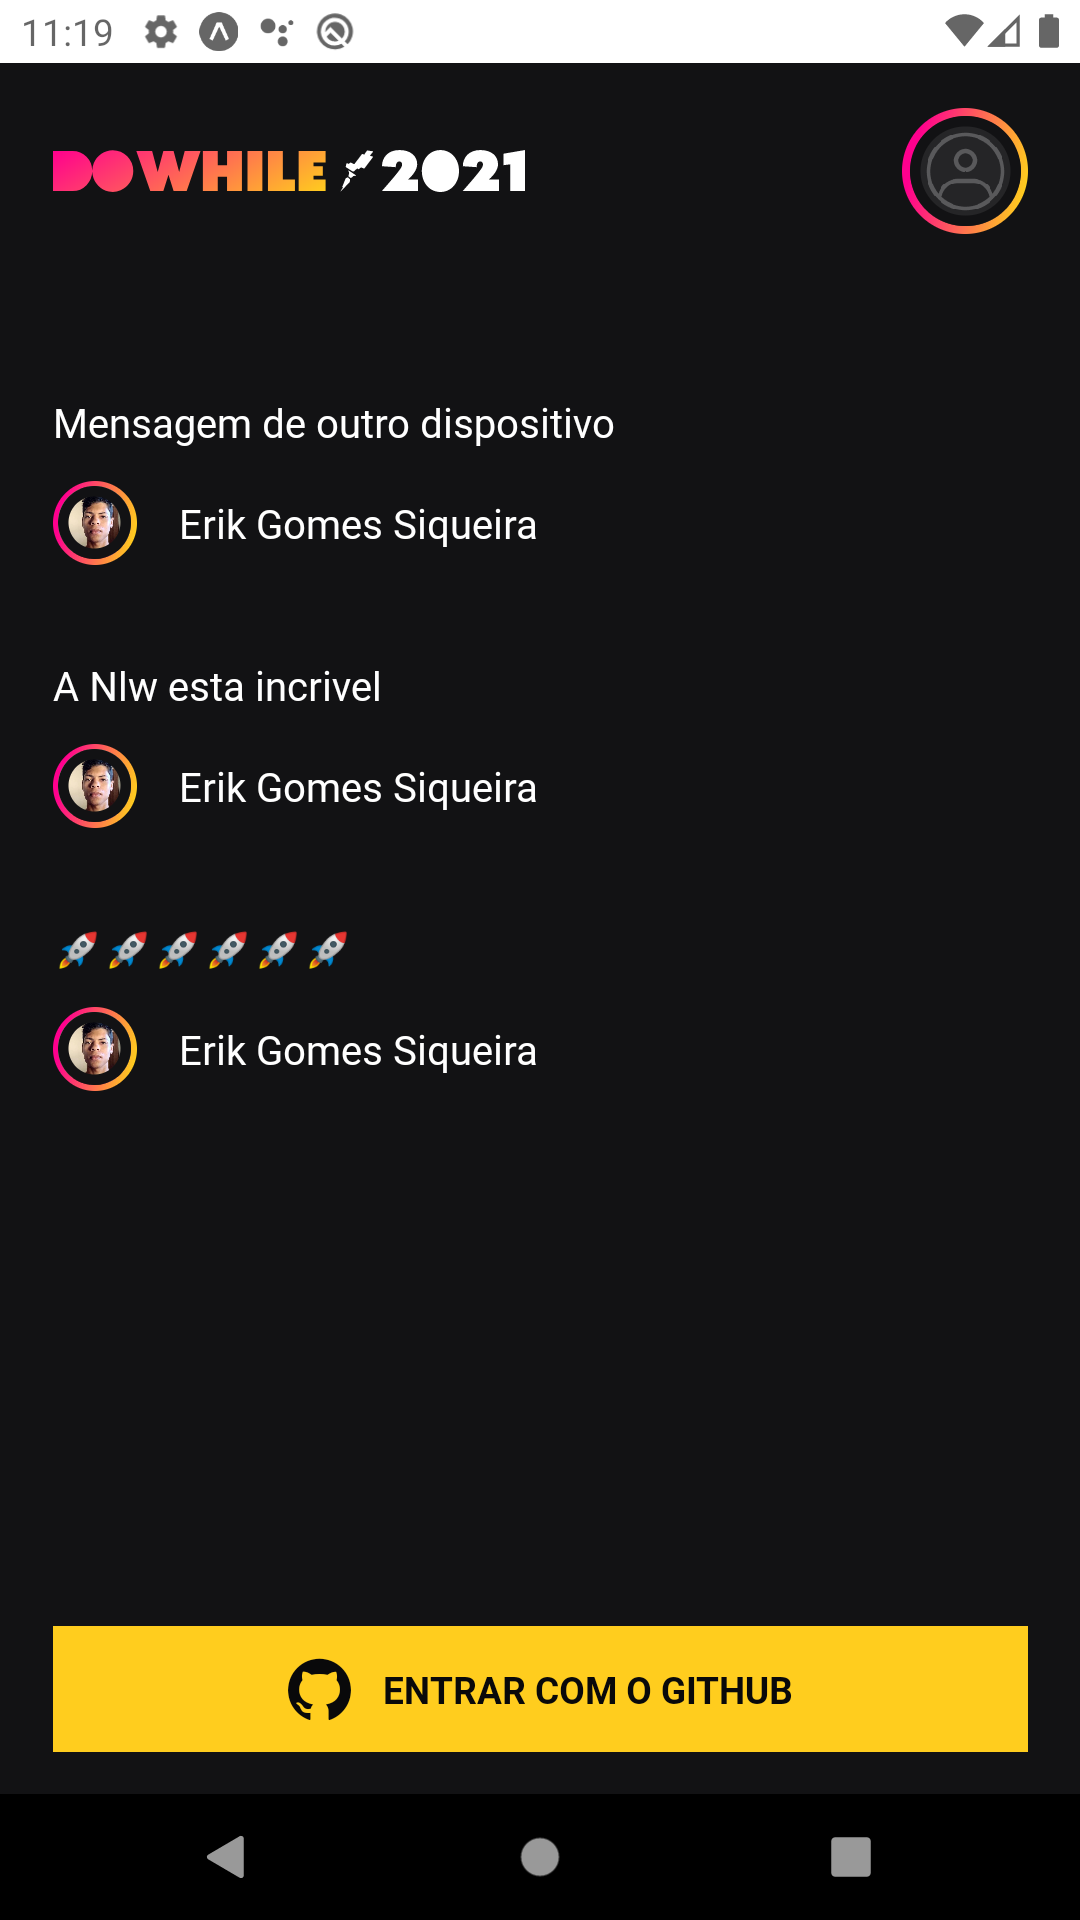 11:19
DOWHILE 2021
Mensagem de outro dispositivo
Erik Gomes Siqueira
A Nlw esta incrivel
Erik Gomes Siqueira
🚀🚀🚀🚀🚀🚀
Erik Gomes Siqueira
ENTRAR COM O GITHUB